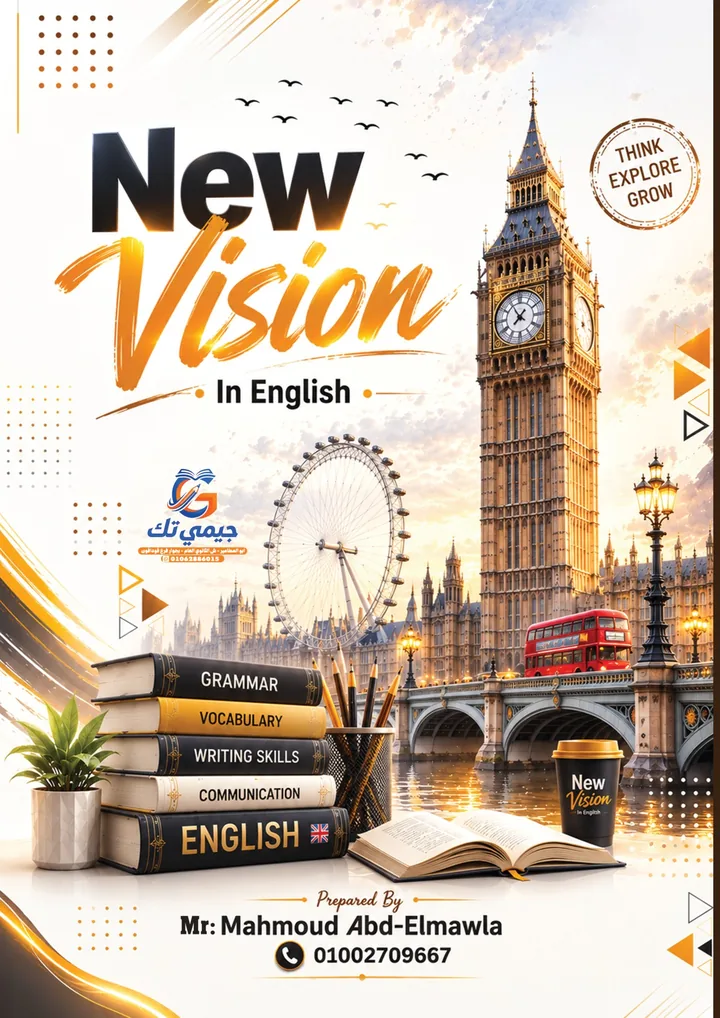 New
Vision
In English
THINK
EXPLORE
GROW
جيمي تك
01062886025
GRAMMAR
VOCABULARY
WRITING SKILLS
COMMUNICATION
ENGLISH
New
Vision
In English
Prepared By
Mr: Mahmoud Abd-Elmawla
01002709667